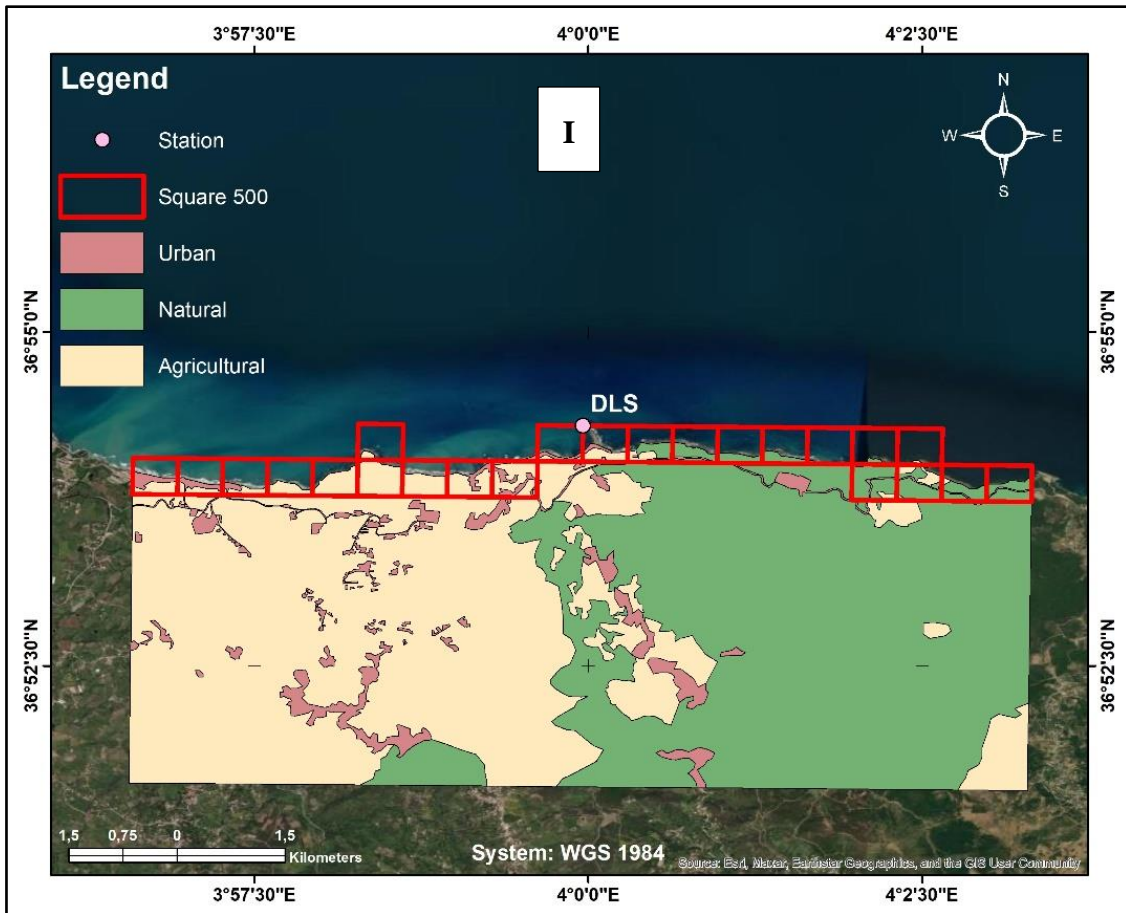 3°57'30"E 4°0'0"E 4°2'30"E
Legend
I
N
W E
S
Station
Square 500
Urban
Natural
Agricultural
36°55'0"N 36°55'0"N
DLS
36°52'30"N 36°52'30"N
1,5 0,75 0 1,5
Kilometers
System: WGS 1984
Source: Esri, Maxar, Earthstar Geographics, and the GIS User Community
3°57'30"E 4°0'0"E 4°2'30"E